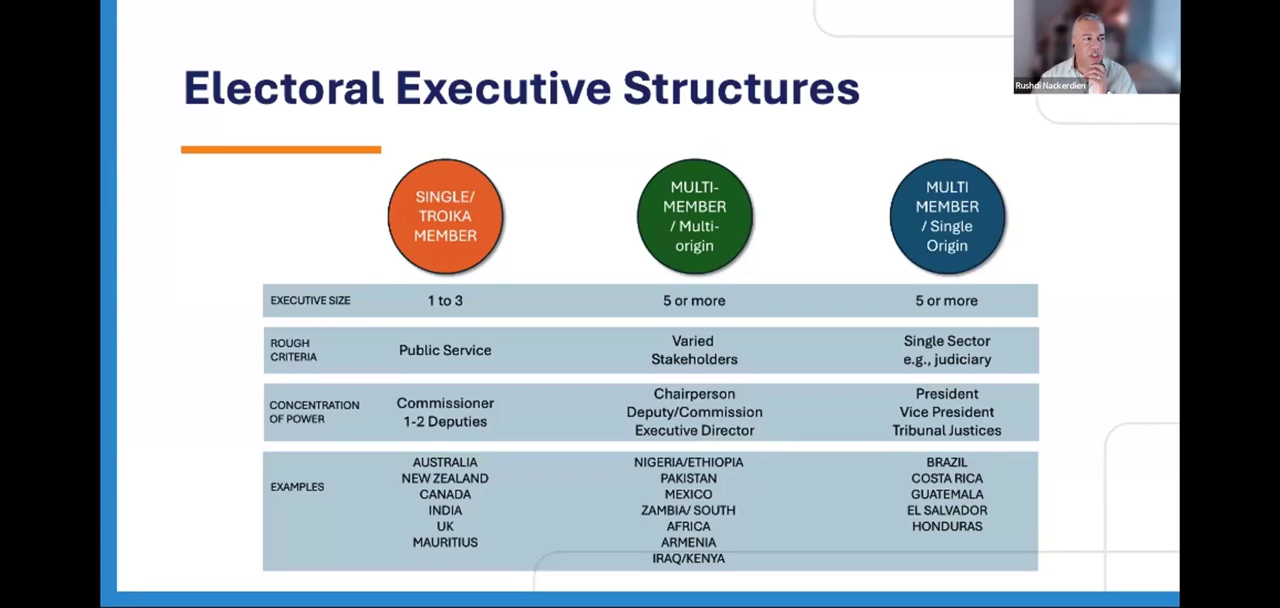 Rushdi Nackerdien
Electoral Executive Structures
SINGLE/
TROIKA
MEMBER
MULTI-
MEMBER
/ Multi-
origin
MULTI
MEMBER
/ Single
Origin
EXECUTIVE SIZE
1 to 3
5 or more
5 or more
ROUGH
CRITERIA
Public Service
Varied
Stakeholders
Single Sector
e.g., judiciary
CONCENTRATION
OF POWER
Commissioner
1-2 Deputies
Chairperson
Deputy/Commission
Executive Director
President
Vice President
Tribunal Justices
EXAMPLES
AUSTRALIA
NEW ZEALAND
CANADA
INDIA
UK
MAURITIUS
NIGERIA/ETHIOPIA
PAKISTAN
MEXICO
ZAMBIA/ SOUTH
AFRICA
ARMENIA
IRAQ/KENYA
BRAZIL
COSTA RICA
GUATEMALA
EL SALVADOR
HONDURAS